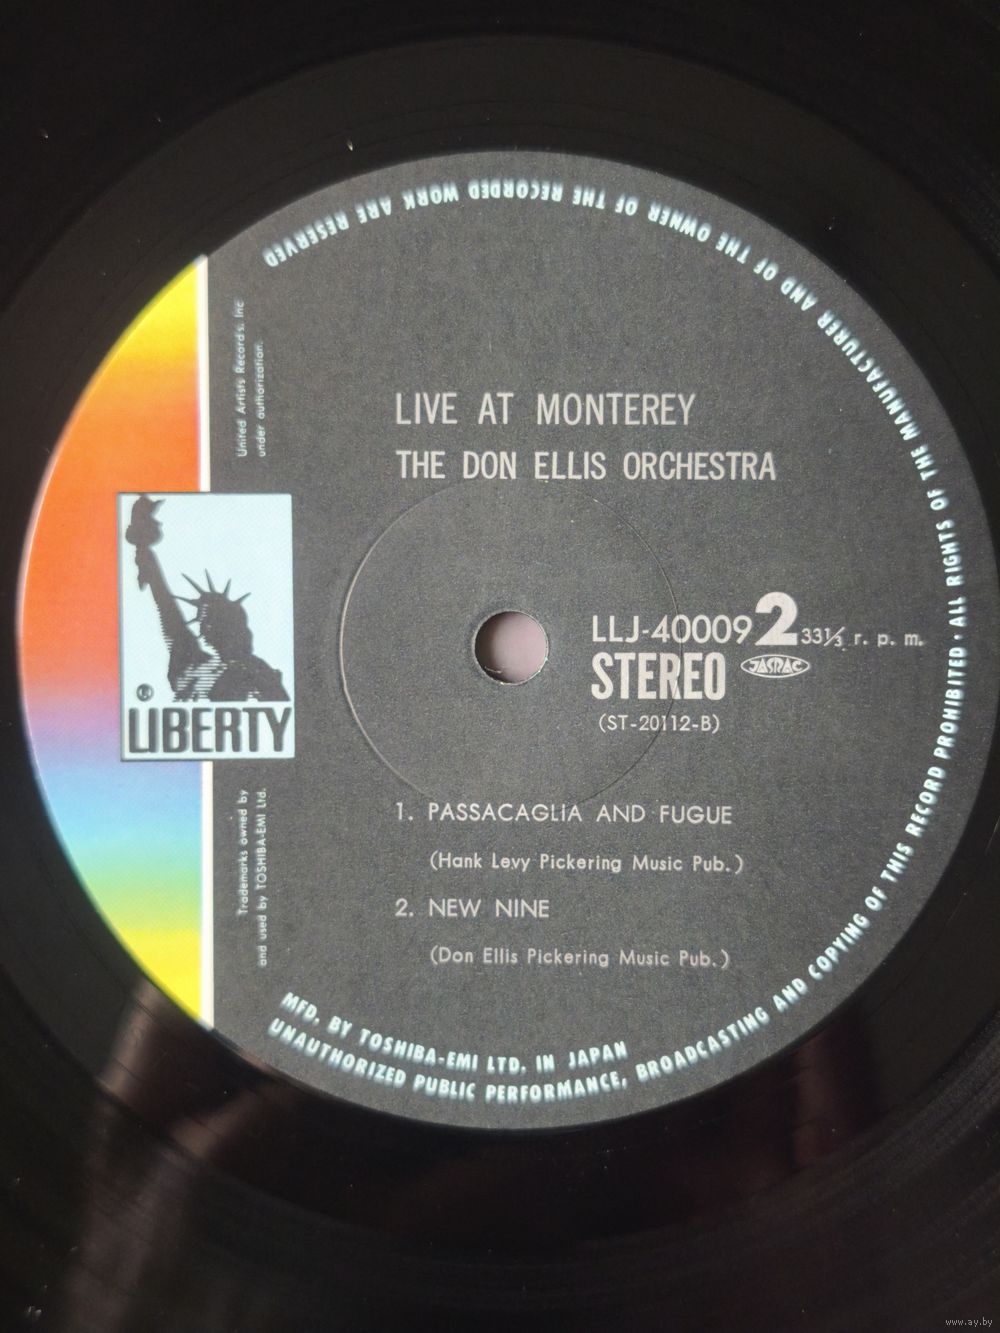 LIVE AT MONTEREY
THE DON ELLIS ORCHESTRA
LLJ-40009 2 33⅓ r. p. m.
STEREO JASRAC
(ST-20112-B)
1. PASSACAGLIA AND FUGUE
(Hank Levy Pickering Music Pub.)
2. NEW NINE
(Don Ellis Pickering Music Pub.)
®
LIBERTY
Trademarks owned by United Artists Records, Inc
and used by TOSHIBA-EMI Ltd. under authorization.
MFD. BY TOSHIBA-EMI LTD. IN JAPAN
UNAUTHORIZED PUBLIC PERFORMANCE, BROADCASTING AND COPYING OF THIS RECORD PROHIBITED · ALL RIGHTS OF THE MANUFACTURER AND OF THE OWNER OF THE RECORDED WORK ARE RESERVED
www.ay.by